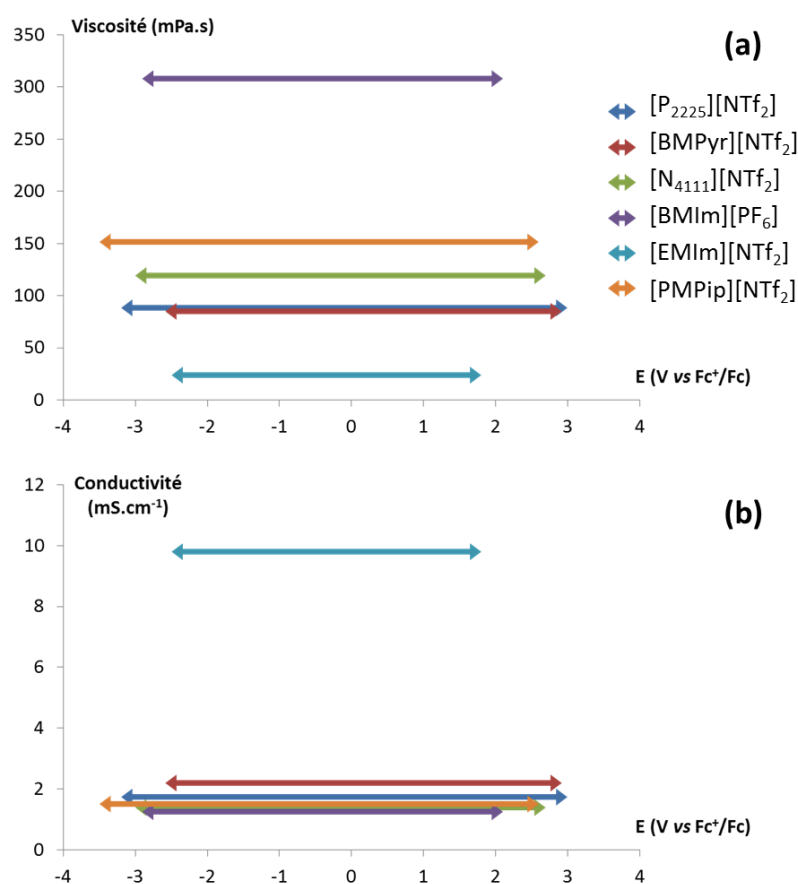 Viscosité (mPa.s)
(a)
350
300
250
200
150
100
50
0
[P₂₂₂₅][NTf₂]
[BMPyr][NTf₂]
[N₄₁₁₁][NTf₂]
[BMIm][PF₆]
[EMIm][NTf₂]
[PMPip][NTf₂]
E (V vs Fc⁺/Fc)
-4 -3 -2 -1 0 1 2 3 4
Conductivité
(mS.cm⁻¹)
(b)
12
10
8
6
4
2
0
E (V vs Fc⁺/Fc)
-4 -3 -2 -1 0 1 2 3 4